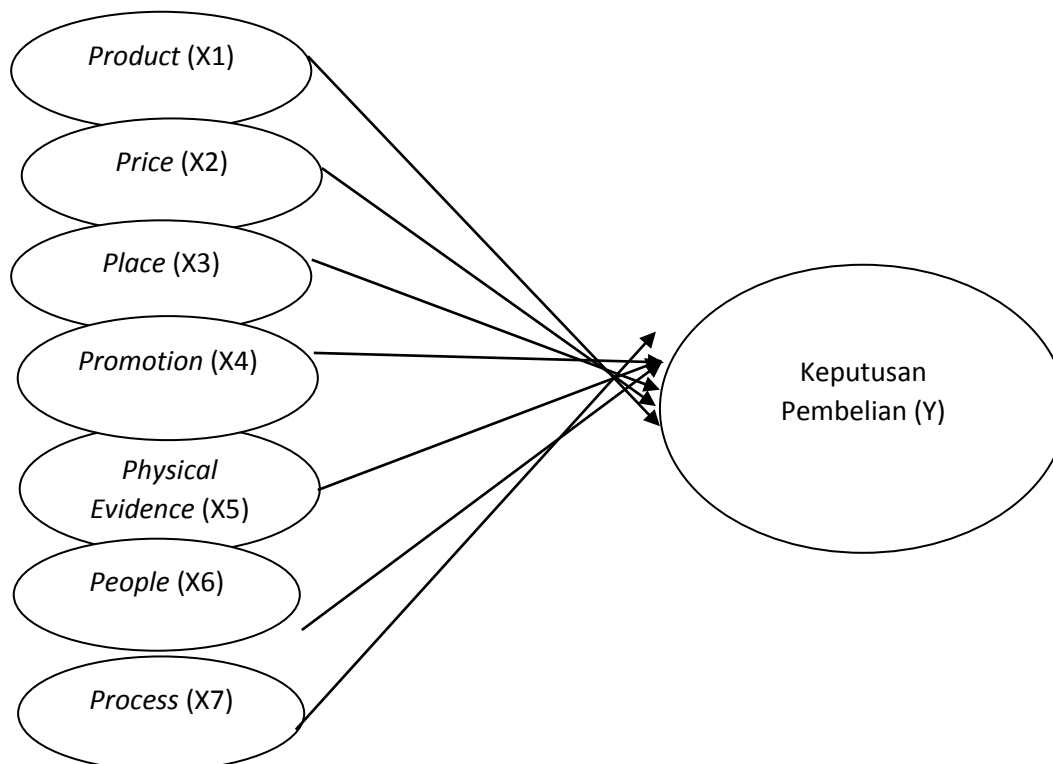 Product (X1)
Price (X2)
Place (X3)
Promotion (X4)
Physical
Evidence (X5)
People (X6)
Process (X7)
Keputusan
Pembelian (Y)